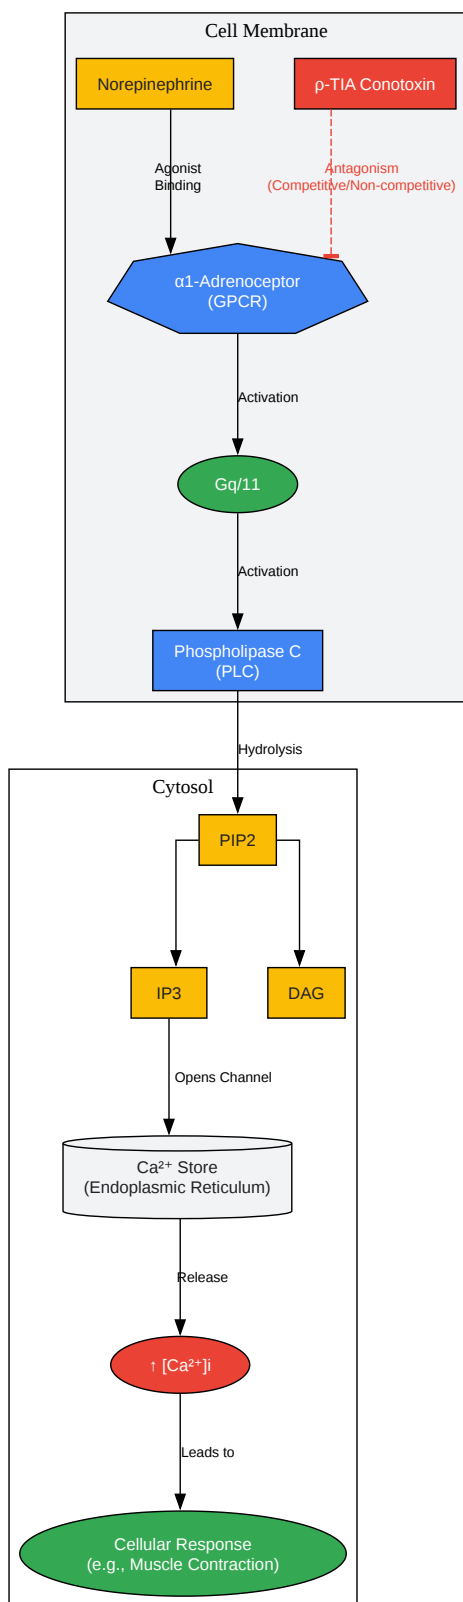 Cell Membrane
Norepinephrine
ρ-TIA Conotoxin
Agonist
Binding
Antagonism
(Competitive/Non-competitive)
α1-Adrenoceptor
(GPCR)
Activation
Gq/11
Activation
Phospholipase C
(PLC)
Hydrolysis
Cytosol
PIP2
IP3
DAG
Opens Channel
Ca²⁺ Store
(Endoplasmic Reticulum)
Release
↑ [Ca²⁺]i
Leads to
Cellular Response
(e.g., Muscle Contraction)